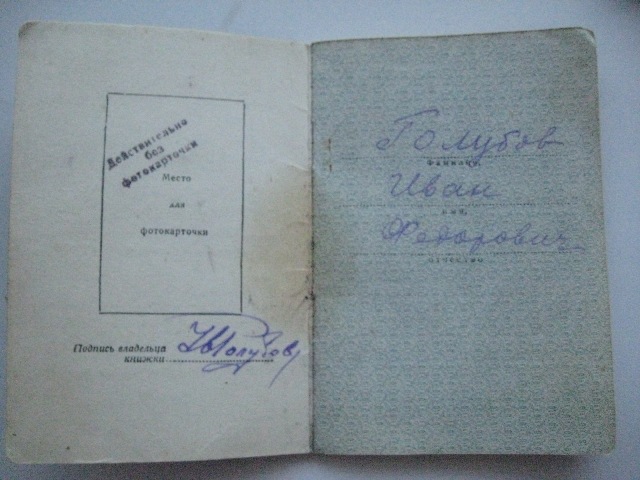 Действительно
без
фотокарточки
Место
для
фотокарточки
Подпись владельца
книжки
Голубов
фамилия,
Иван
имя,
Федорович
отчество